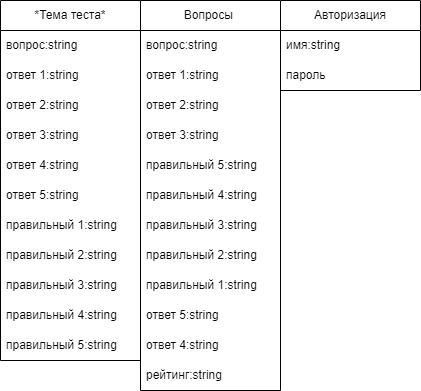 *Тема теста*
вопрос:string
ответ 1:string
ответ 2:string
ответ 3:string
ответ 4:string
ответ 5:string
правильный 1:string
правильный 2:string
правильный 3:string
правильный 4:string
правильный 5:string
Вопросы
вопрос:string
ответ 1:string
ответ 2:string
ответ 3:string
правильный 5:string
правильный 4:string
правильный 3:string
правильный 2:string
правильный 1:string
ответ 5:string
ответ 4:string
рейтинг:string
Авторизация
имя:string
пароль